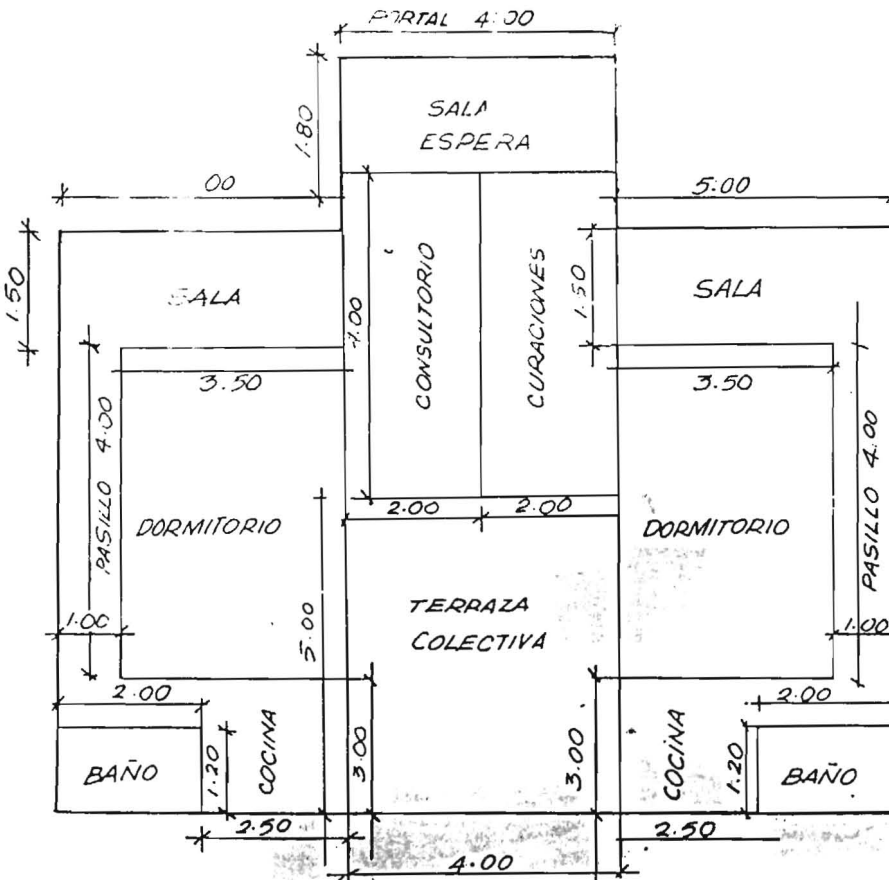 PORTAL 4.00
SALA
ESPERA
1.80
00
5.00
1.50
SALA
4.00
CONSULTORIO
CURACIONES
1.50
SALA
3.50
3.50
PASILLO 4.00
DORMITORIO
2.00
2.00
DORMITORIO
PASILLO 4.00
TERRAZA
COLECTIVA
1.00
5.00
1.00
2.00
2.00
BAÑO
1.20
COCINA
3.00
3.00
COCINA
1.20
BAÑO
2.50
2.50
4.00